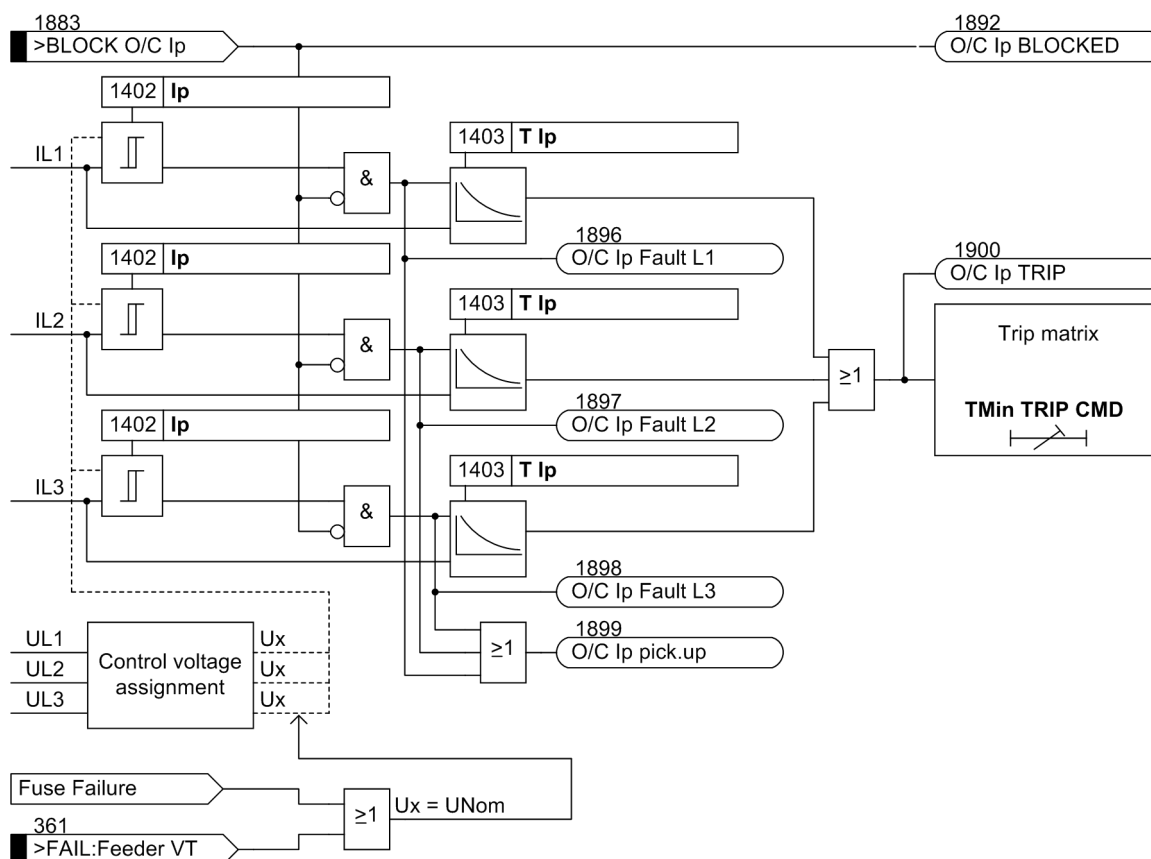 1883
>BLOCK O/C Ip
1892
O/C Ip BLOCKED
1402 Ip
1403 T Ip
IL1
&
1896
O/C Ip Fault L1
1402 Ip
1900
O/C Ip TRIP
1403 T Ip
IL2
&
Trip matrix
≥1
TMin TRIP CMD
1897
O/C Ip Fault L2
1402 Ip
1403 T Ip
IL3
&
1898
O/C Ip Fault L3
1899
O/C Ip pick.up
≥1
UL1
UL2
UL3
Control voltage
assignment
Ux
Ux
Ux
Fuse Failure
≥1
Ux = UNom
361
>FAIL:Feeder VT